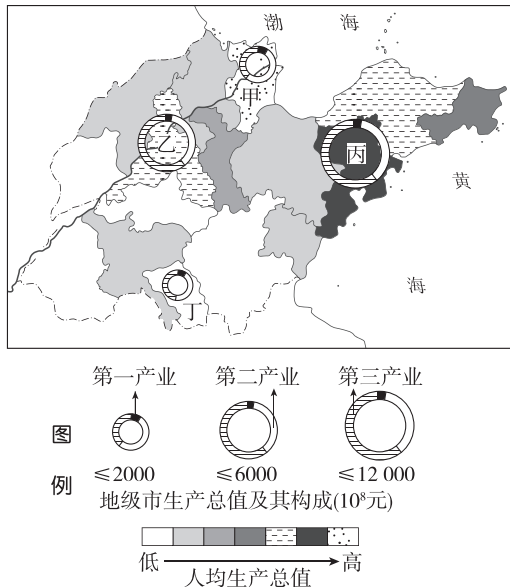 渤 海
甲
乙
丙
黄
海
丁
第一产业 第二产业 第三产业
图例
≤2000 ≤6000 ≤12 000
地级市生产总值及其构成(10⁸元)
低 高
人均生产总值